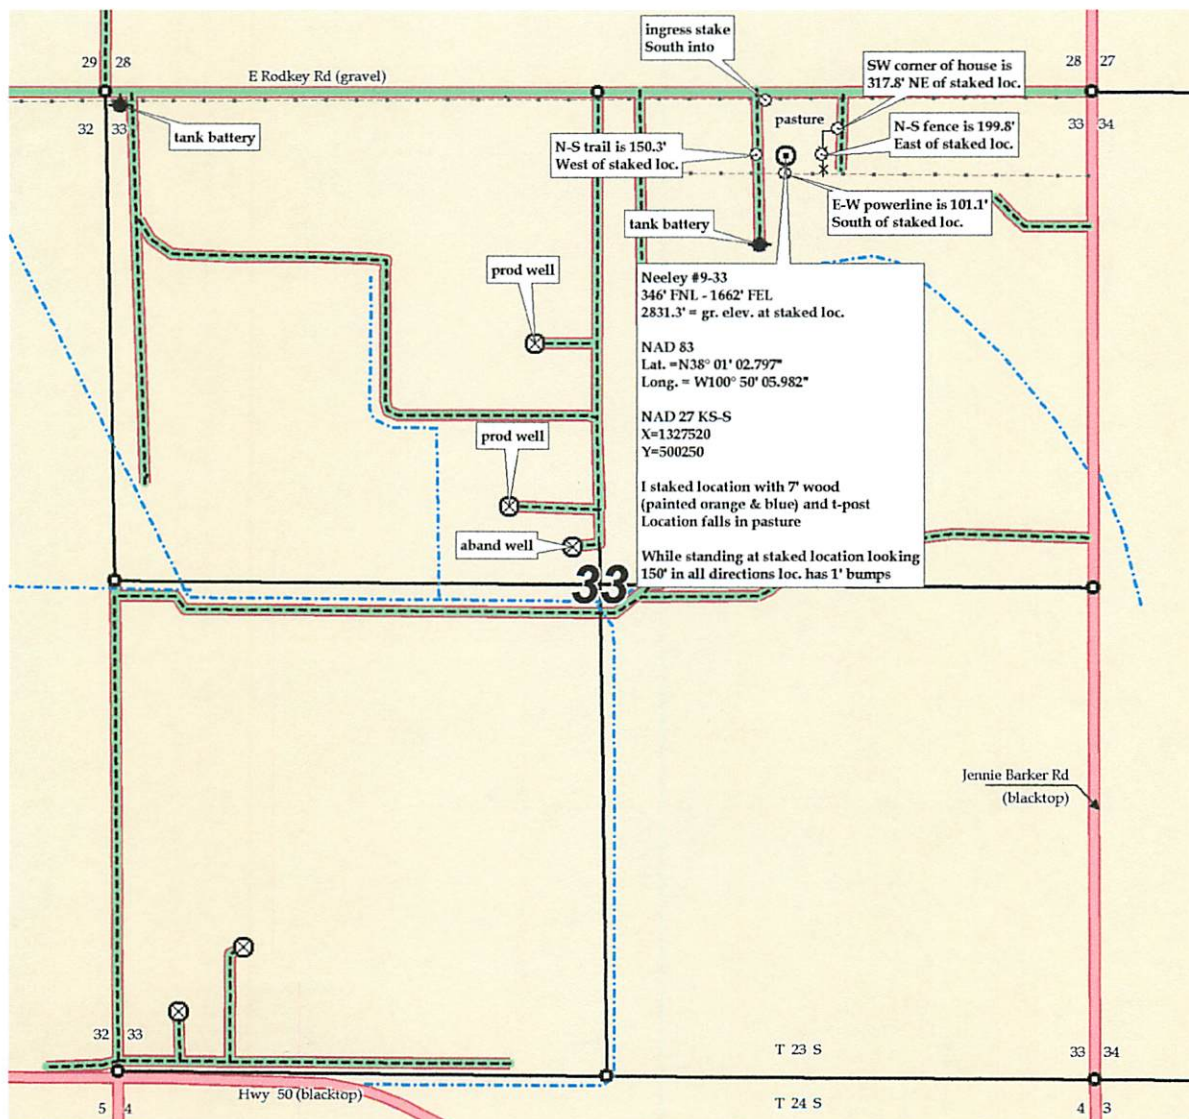 ingress stake
South into
29 28
28 27
SW corner of house is
317.8' NE of staked loc.
E Rodkey Rd (gravel)
pasture
32 33
tank battery
33 34
N-S trail is 150.3'
West of staked loc.
N-S fence is 199.8'
East of staked loc.
E-W powerline is 101.1'
South of staked loc.
tank battery
prod well
Neeley #9-33
346' FNL - 1662' FEL
2831.3' = gr. elev. at staked loc.
NAD 83
Lat. =N38° 01' 02.797"
Long. = W100° 50' 05.982"
NAD 27 KS-S
X=1327520
Y=500250
I staked location with 7' wood
(painted orange & blue) and t-post
Location falls in pasture
While standing at staked location looking
150' in all directions loc. has 1' bumps
prod well
aband well
33
Jennie Barker Rd
(blacktop)
32 33
T 23 S
33 34
Hwy 50 (blacktop)
5 4
T 24 S
4 3